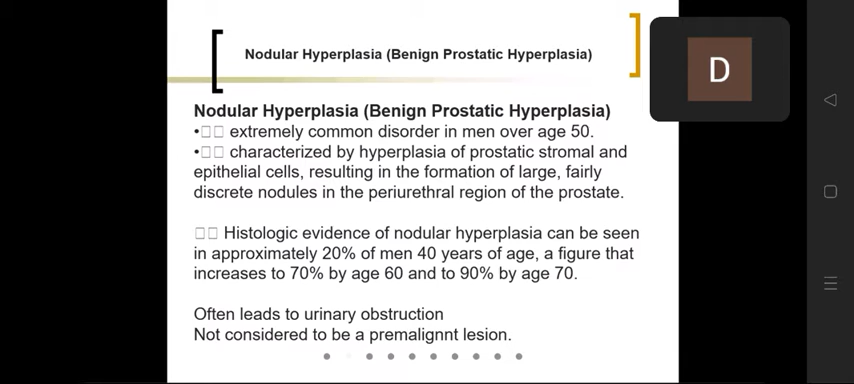 Nodular Hyperplasia (Benign Prostatic Hyperplasia)
D
Nodular Hyperplasia (Benign Prostatic Hyperplasia)
•□□ extremely common disorder in men over age 50.
•□□ characterized by hyperplasia of prostatic stromal and
epithelial cells, resulting in the formation of large, fairly
discrete nodules in the periurethral region of the prostate.
□□ Histologic evidence of nodular hyperplasia can be seen
in approximately 20% of men 40 years of age, a figure that
increases to 70% by age 60 and to 90% by age 70.
Often leads to urinary obstruction
Not considered to be a premalignnt lesion.